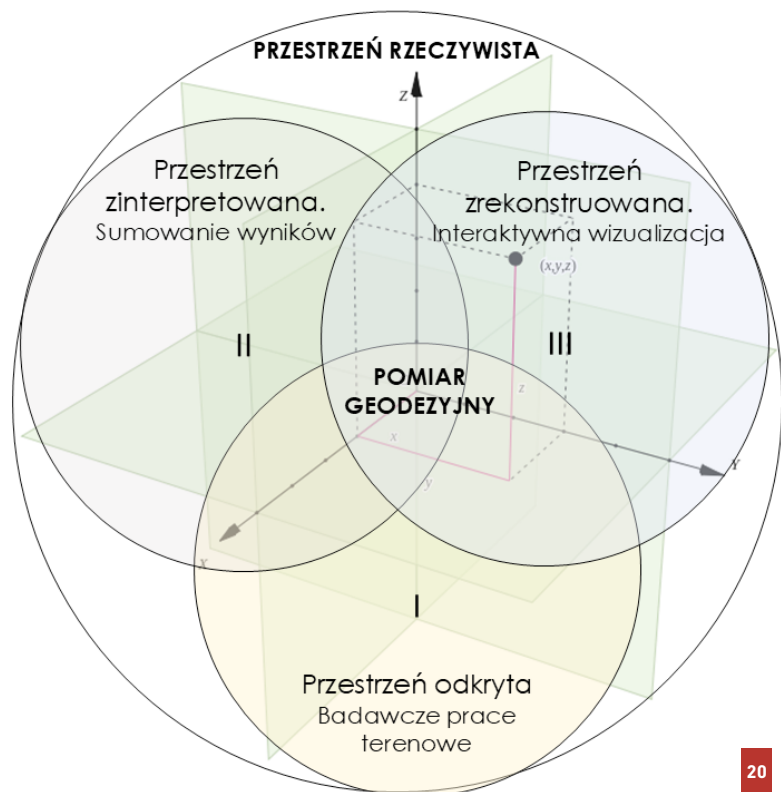 PRZESTRZEŃ RZECZYWISTA
Z
Przestrzeń
zinterpretowana.
Sumowanie wyników
Przestrzeń
zrekonstruowana.
Interaktywna wizualizacja
(x,y,z)
II
III
POMIAR
GEODEZYJNY
z
x
y
Y
X
I
Przestrzeń odkryta
Badawcze prace
terenowe
20